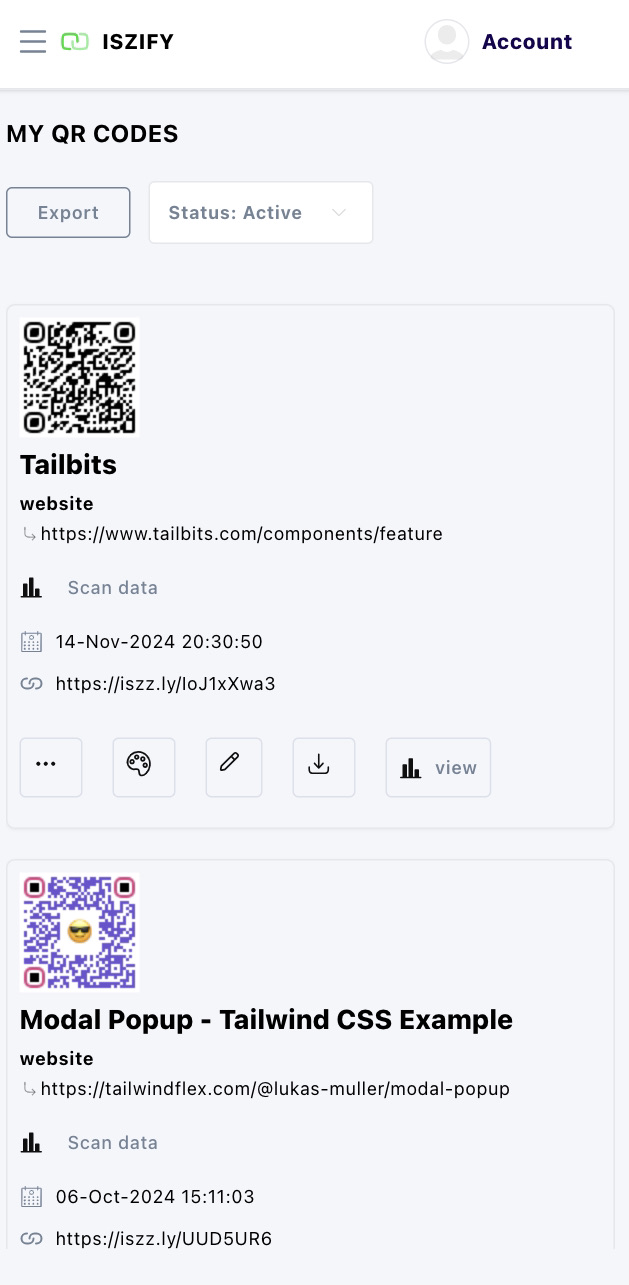 ISZIFY
Account
MY QR CODES
Export
Status: Active
Tailbits
website
https://www.tailbits.com/components/feature
Scan data
14-Nov-2024 20:30:50
https://iszz.ly/IoJ1xXwa3
view
Modal Popup - Tailwind CSS Example
website
https://tailwindflex.com/@lukas-muller/modal-popup
Scan data
06-Oct-2024 15:11:03
https://iszz.ly/UUD5UR6